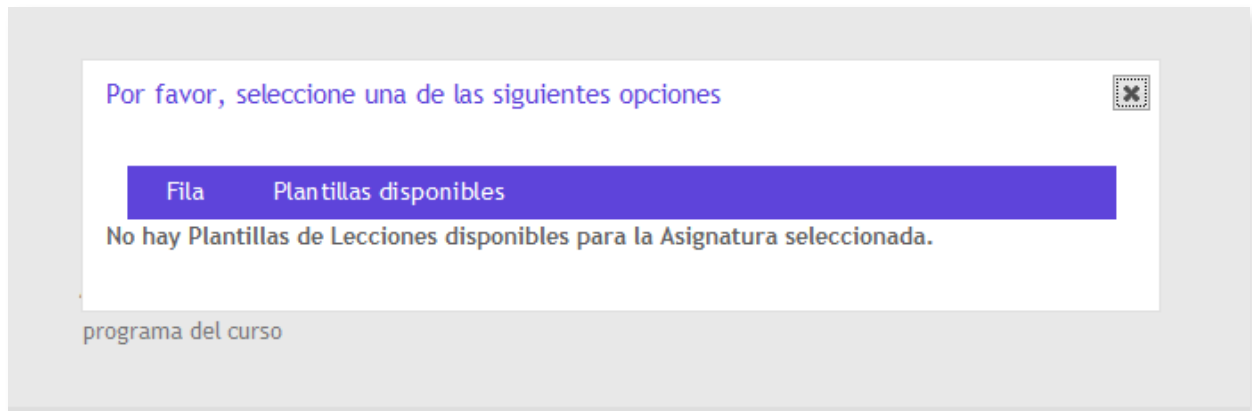 Por favor, seleccione una de las siguientes opciones
Fila Plantillas disponibles
No hay Plantillas de Lecciones disponibles para la Asignatura seleccionada.
programa del curso